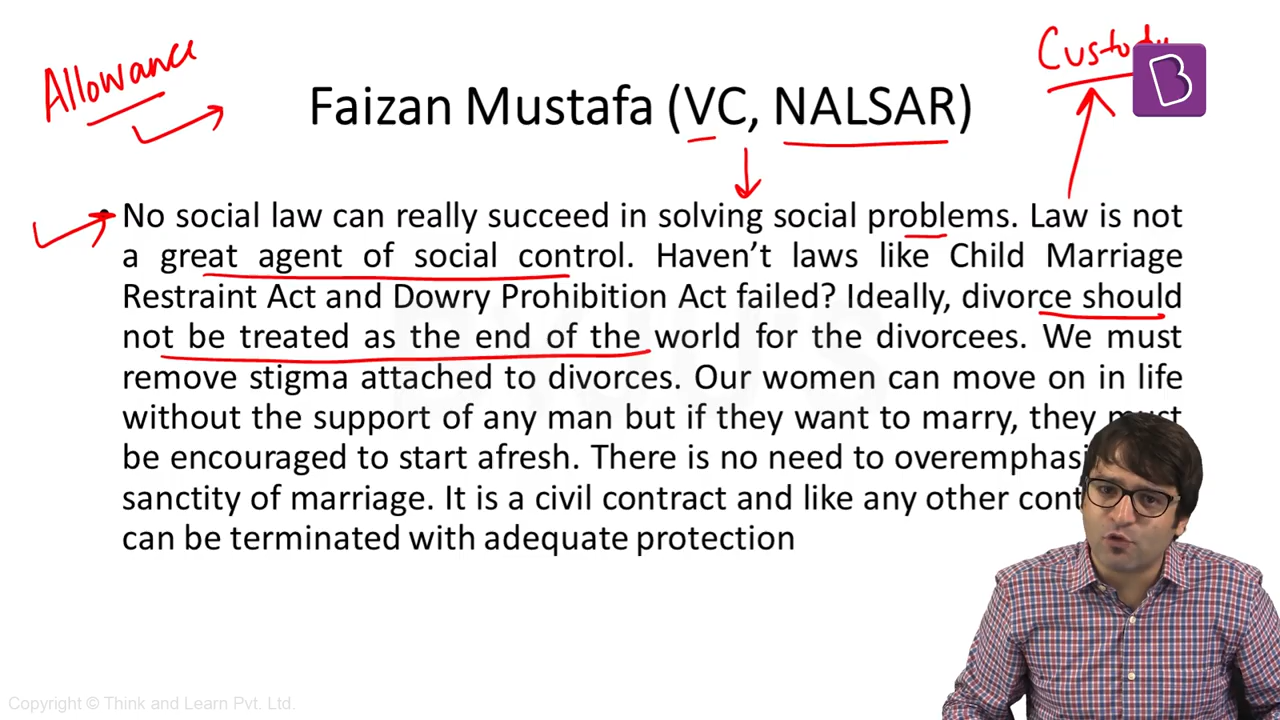 Allowance
Custody
Faizan Mustafa (VC, NALSAR)
• No social law can really succeed in solving social problems. Law is not
a great agent of social control. Haven’t laws like Child Marriage
Restraint Act and Dowry Prohibition Act failed? Ideally, divorce should
not be treated as the end of the world for the divorcees. We must
remove stigma attached to divorces. Our women can move on in life
without the support of any man but if they want to marry, they must
be encouraged to start afresh. There is no need to
sanctity of marriage. It is a civil contract and like any other
can be terminated with adequate protection
Copyright © Think and Learn Pvt. Ltd.